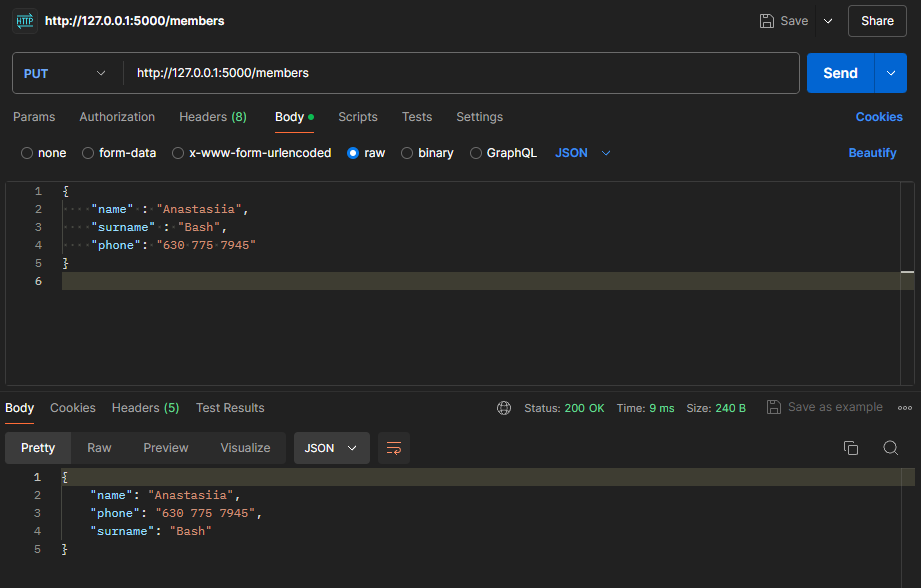 HTTP http://127.0.0.1:5000/members Save Share
PUT http://127.0.0.1:5000/members Send
Params Authorization Headers (8) Body Scripts Tests Settings Cookies
none form-data x-www-form-urlencoded raw binary GraphQL JSON Beautify
1 {
2 "name" : "Anastasiia",
3 "surname" : "Bash",
4 "phone": "630 775 7945"
5 }
6
Body Cookies Headers (5) Test Results Status: 200 OK Time: 9 ms Size: 240 B Save as example
Pretty Raw Preview Visualize JSON
1 {
2 "name": "Anastasiia",
3 "phone": "630 775 7945",
4 "surname": "Bash"
5 }